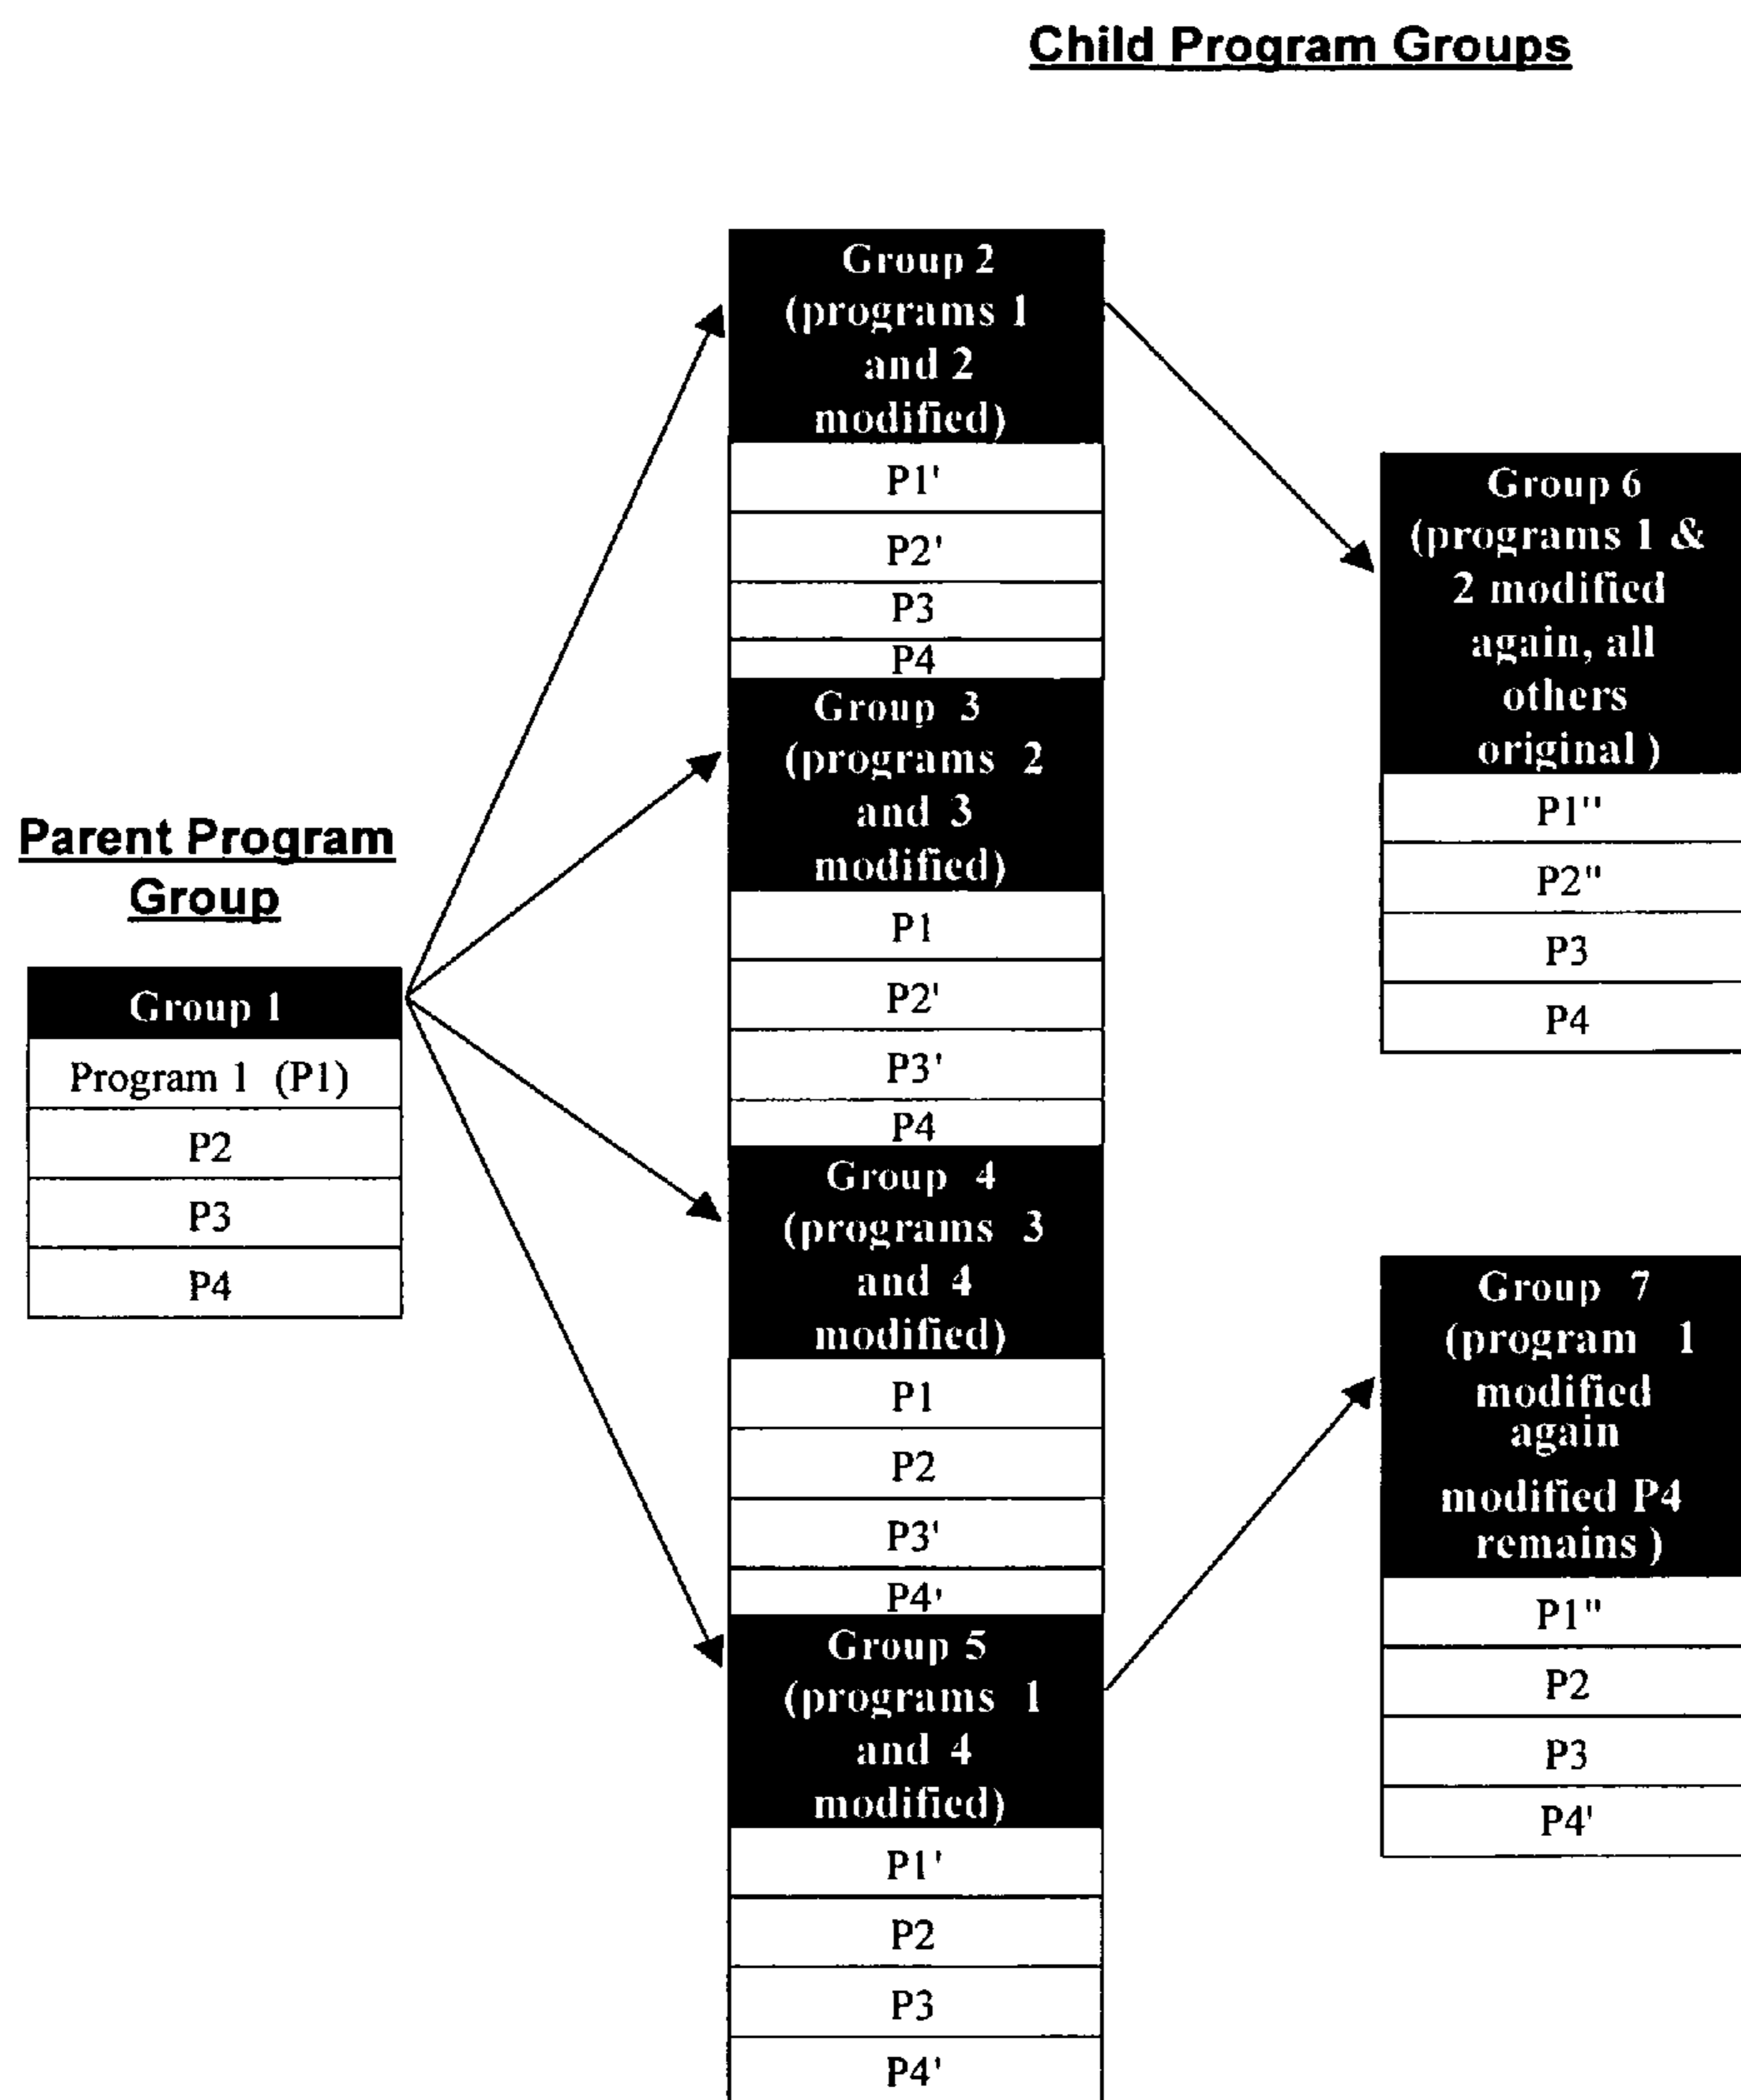 Child Program Groups
Parent Program
Group
Group 1
Program 1 (P1)
P2
P3
P4
Group 2
(programs 1
and 2
modified)
P1'
P2'
P3
P4
Group 3
(programs 2
and 3
modified)
P1
P2'
P3'
P4
Group 4
(programs 3
and 4
modified)
P1
P2
P3'
P4'
Group 5
(programs 1
and 4
modified)
P1'
P2
P3
P4'
Group 6
(programs 1 &
2 modified
again, all
others
original )
P1"
P2"
P3
P4
Group 7
(program 1
modified
again
modified P4
remains )
P1"
P2
P3
P4'